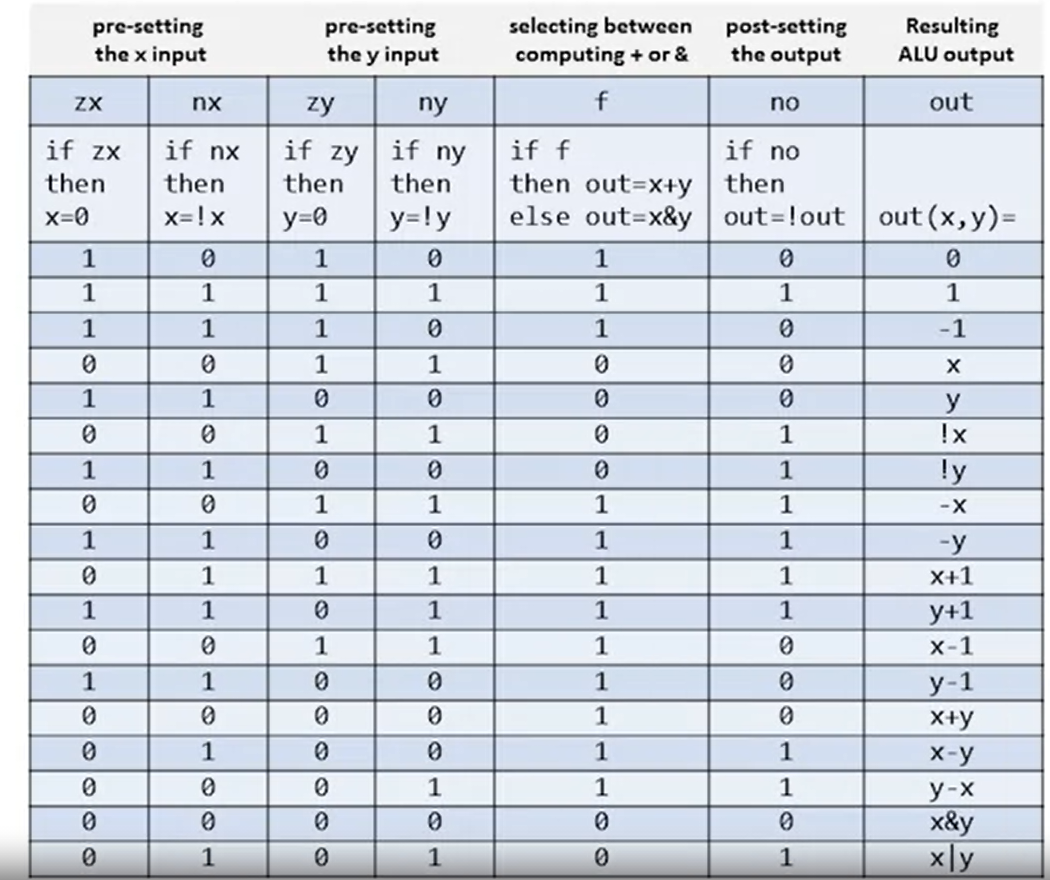 pre-setting the x input pre-setting the y input selecting between computing + or & post-setting the output Resulting ALU output
zx nx zy ny f no out
if zx if nx if zy if ny if f if no
then then then then then out=x+y then
x=0 x=!x y=0 y=!y else out=x&y out=!out out(x,y)=
1 0 1 0 1 0 0
1 1 1 1 1 1 1
1 1 1 0 1 0 -1
0 0 1 1 0 0 x
1 1 0 0 0 0 y
0 0 1 1 0 1 !x
1 1 0 0 0 1 !y
0 0 1 1 1 1 -x
1 1 0 0 1 1 -y
0 1 1 1 1 1 x+1
1 1 0 1 1 1 y+1
0 0 1 1 1 0 x-1
1 1 0 0 1 0 y-1
0 0 0 0 1 0 x+y
0 1 0 0 1 1 x-y
0 0 0 1 1 1 y-x
0 0 0 0 0 0 x&y
0 1 0 1 0 1 x|y